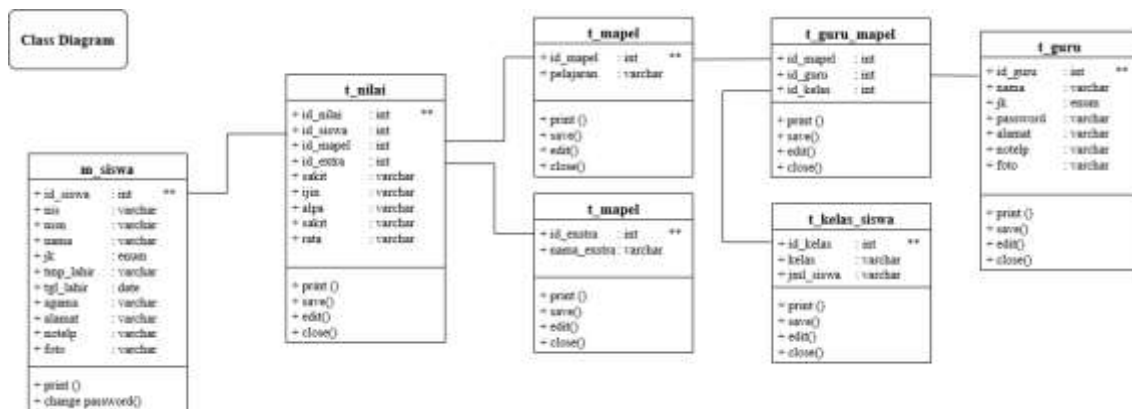 Class Diagram
m_siswa
+ id_siswa : int **
+ nis : varchar
+ nisn : varchar
+ nama : varchar
+ jk : enum
+ tmp_lahir : varchar
+ tgl_lahir : date
+ agama : varchar
+ alamat : varchar
+ notelp : varchar
+ foto : varchar
+ print ()
+ change password()
t_nilai
+ id_nilai : int **
+ id_siswa : int
+ id_mapel : int
+ id_extra : int
+ sakit : varchar
+ ijin : varchar
+ alpa : varchar
+ sakit : varchar
+ rata : varchar
+ print ()
+ save()
+ edit()
+ close()
t_mapel
+ id_mapel : int **
+ pelajaran : varchar
+ print ()
+ save()
+ edit()
+ close()
t_mapel
+ id_exstra : int **
+ nama_exstra : varchar
+ print ()
+ save()
+ edit()
+ close()
t_guru_mapel
+ id_mapel : int
+ id_guru : int
+ id_kelas : int
+ print ()
+ save()
+ edit()
+ close()
t_kelas_siswa
+ id_kelas : int **
+ kelas : varchar
+ jml_siswa : varchar
+ print ()
+ save()
+ edit()
+ close()
t_guru
+ id_guru : int **
+ nama : varchar
+ jk : enum
+ password : varchar
+ alamat : varchar
+ notelp : varchar
+ foto : varchar
+ print ()
+ save()
+ edit()
+ close()